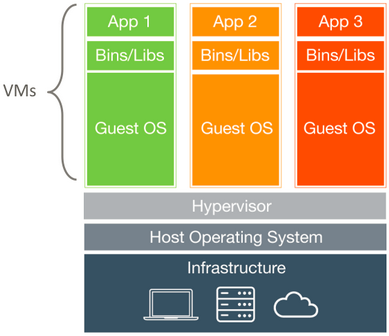 App 1
App 2
App 3
Bins/Libs
Bins/Libs
Bins/Libs
VMs
Guest OS
Guest OS
Guest OS
Hypervisor
Host Operating System
Infrastructure